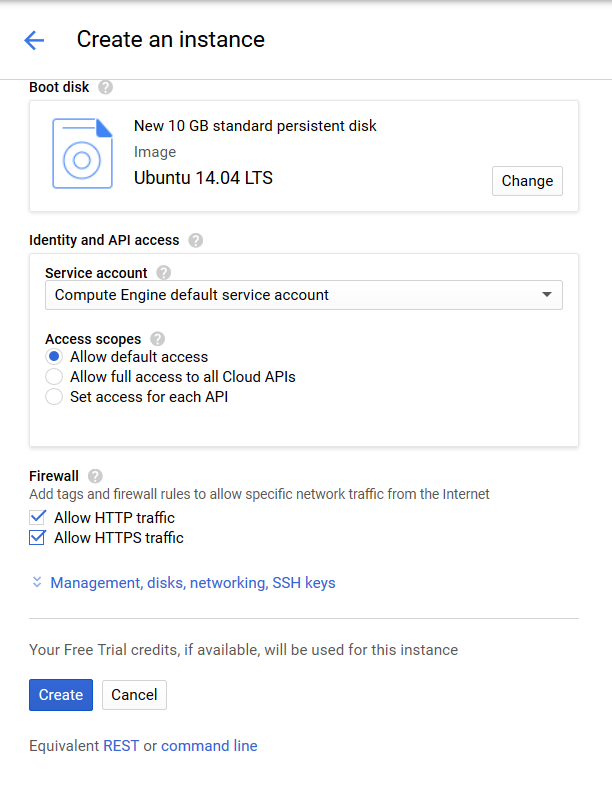 Create an instance
Boot disk ?
New 10 GB standard persistent disk
Image
Ubuntu 14.04 LTS
Change
Identity and API access ?
Service account ?
Compute Engine default service account
Access scopes ?
Allow default access
Allow full access to all Cloud APIs
Set access for each API
Firewall ?
Add tags and firewall rules to allow specific network traffic from the Internet
Allow HTTP traffic
Allow HTTPS traffic
Management, disks, networking, SSH keys
Your Free Trial credits, if available, will be used for this instance
Create Cancel
Equivalent REST or command line